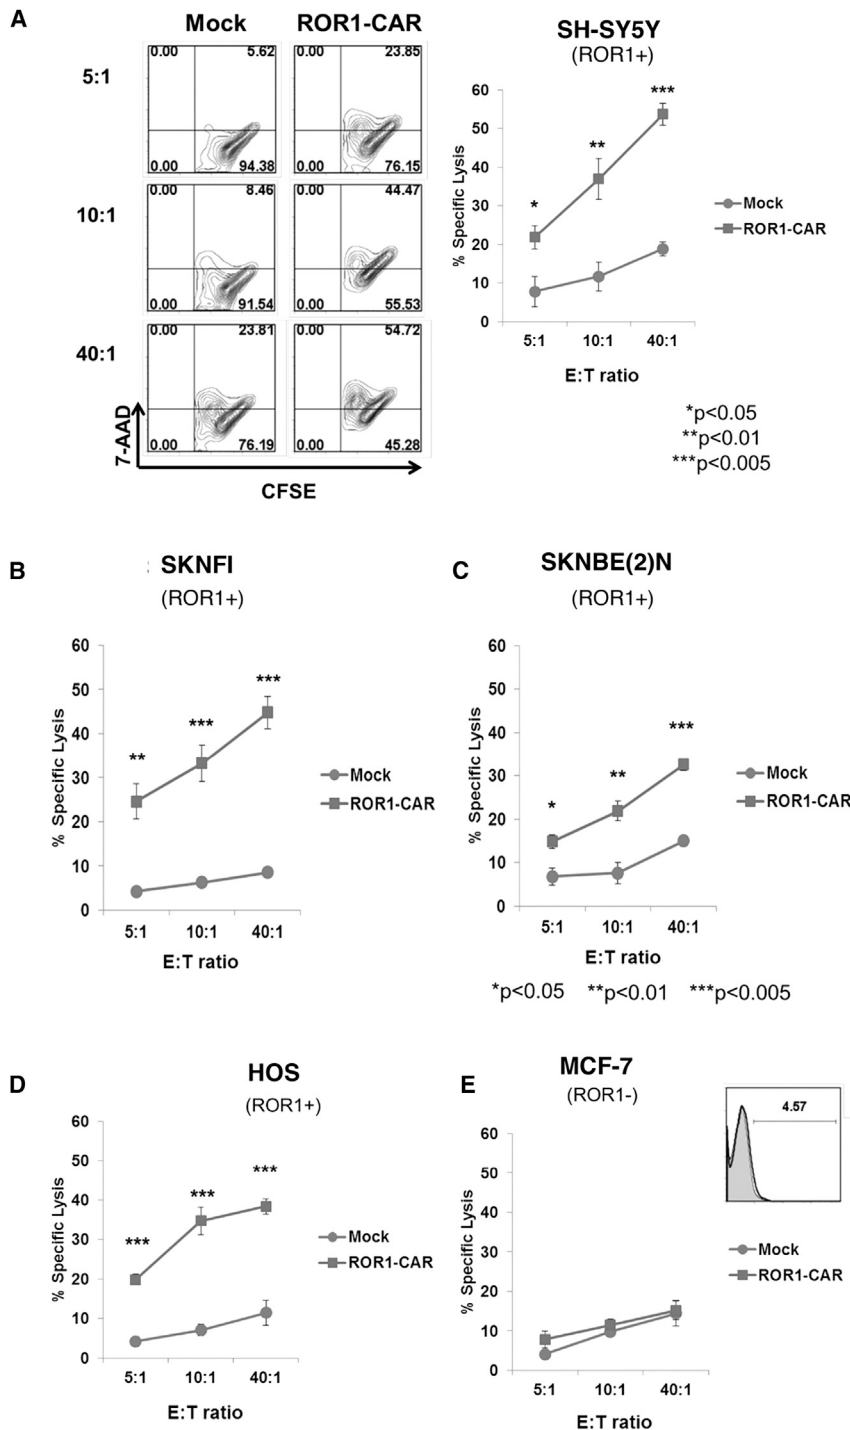 A
Mock
ROR1-CAR
5:1
0.00
5.62
0.00
94.38
0.00
23.85
0.00
76.15
10:1
0.00
8.46
0.00
91.54
0.00
44.47
0.00
55.53
40:1
0.00
23.81
0.00
76.19
0.00
54.72
0.00
45.28
7-AAD
CFSE
SH-SY5Y
(ROR1+)
60
50
40
30
20
10
0
% Specific Lysis
*
**
***
5:1
10:1
40:1
E:T ratio
Mock
ROR1-CAR
*p<0.05
**p<0.01
***p<0.005
B
SKNFI
(ROR1+)
60
50
40
30
20
10
0
% Specific Lysis
**
***
***
5:1
10:1
40:1
E:T ratio
Mock
ROR1-CAR
C
SKNBE(2)N
(ROR1+)
60
50
40
30
20
10
0
% Specific Lysis
*
**
***
5:1
10:1
40:1
E:T ratio
Mock
ROR1-CAR
*p<0.05 **p<0.01 ***p<0.005
D
HOS
(ROR1+)
60
50
40
30
20
10
0
% Specific Lysis
***
***
***
5:1
10:1
40:1
E:T ratio
Mock
ROR1-CAR
E
MCF-7
(ROR1-)
4.57
60
50
40
30
20
10
0
% Specific Lysis
5:1
10:1
40:1
E:T ratio
Mock
ROR1-CAR